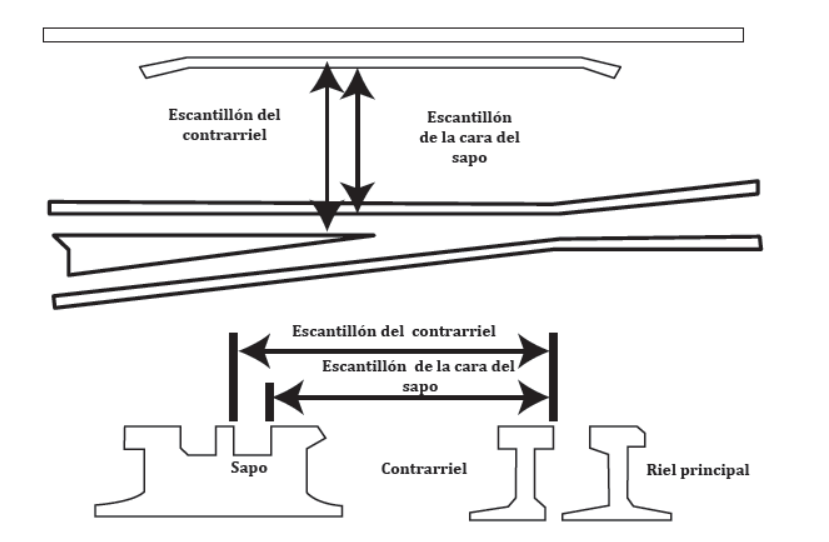 Escantillón del
contrarriel
Escantillón
de la cara del
sapo
Escantillón del contrarriel
Escantillón de la cara del
sapo
Sapo
Contrarriel
Riel principal